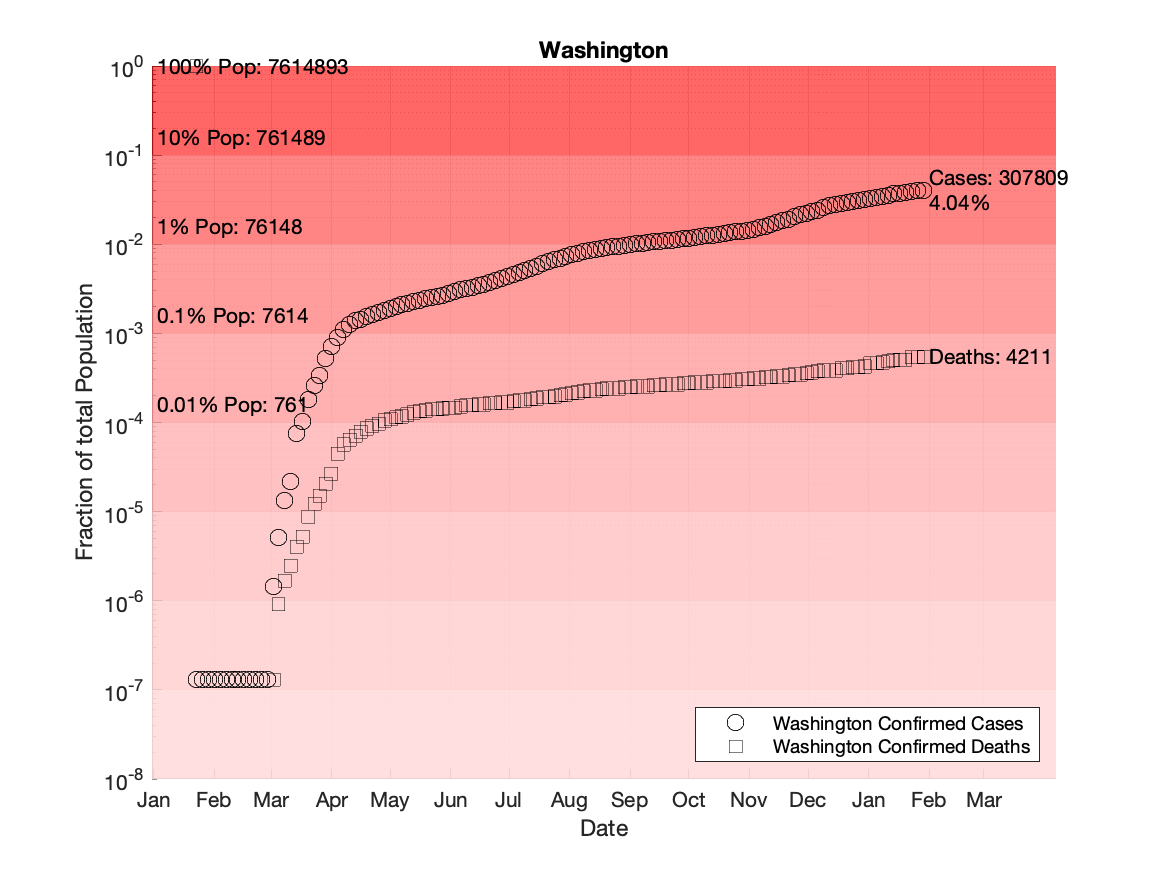 Washington
10^0
100% Pop: 7614893
10% Pop: 761489
10^-1
Cases: 307809
4.04%
1% Pop: 76148
10^-2
0.1% Pop: 7614
10^-3
Deaths: 4211
0.01% Pop: 761
10^-4
10^-5
10^-6
10^-7
10^-8
Fraction of total Population
Washington Confirmed Cases
Washington Confirmed Deaths
Jan Feb Mar Apr May Jun Jul Aug Sep Oct Nov Dec Jan Feb Mar
Date